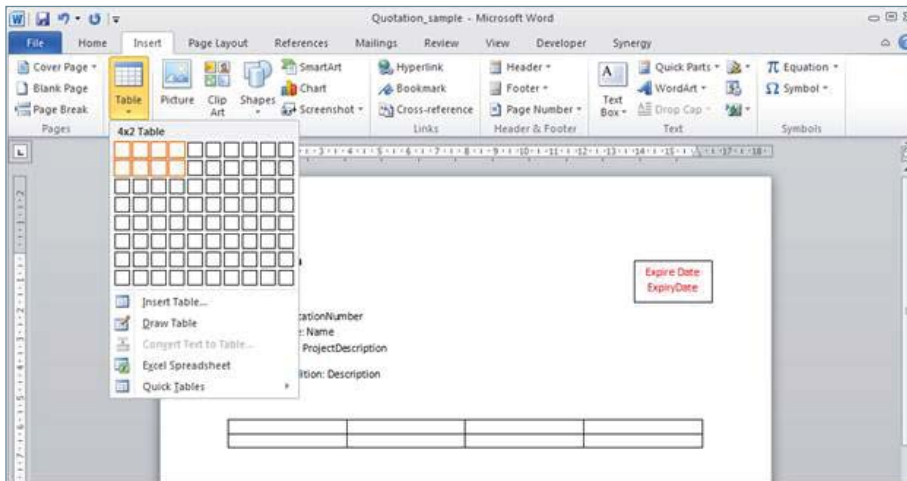 Quotation_sample - Microsoft Word
File Home Insert Page Layout References Mailings Review View Developer Synergy
Cover Page
Blank Page
Page Break
Pages
Table
Picture
Clip Art
Shapes
SmartArt
Chart
Screenshot
Hyperlink
Bookmark
Cross-reference
Links
Header
Footer
Page Number
Header & Footer
Text Box
Quick Parts
WordArt
Drop Cap
Text
Equation
Symbol
Symbols
4x2 Table
Insert Table...
Draw Table
Convert Text to Table...
Excel Spreadsheet
Quick Tables
Expire Date
ExpiryDate
tationNumber
: Name
ProjectDescription
ition: Description